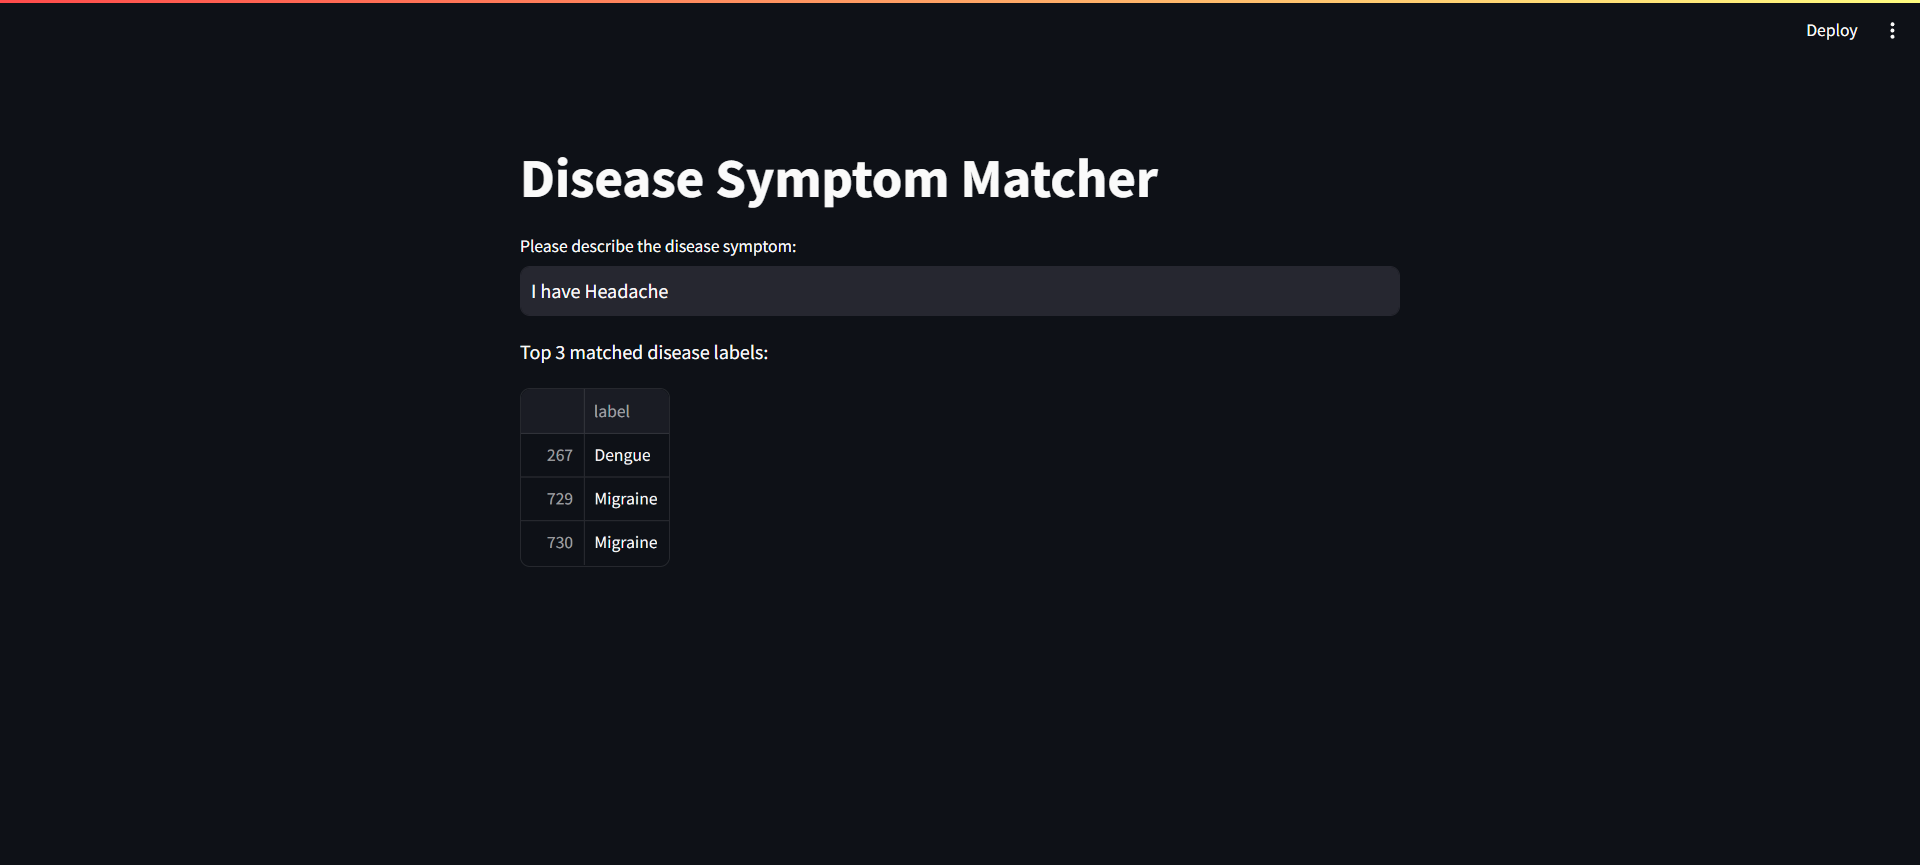 Deploy
Disease Symptom Matcher
Please describe the disease symptom:
I have Headache
Top 3 matched disease labels:
label
267 Dengue
729 Migraine
730 Migraine